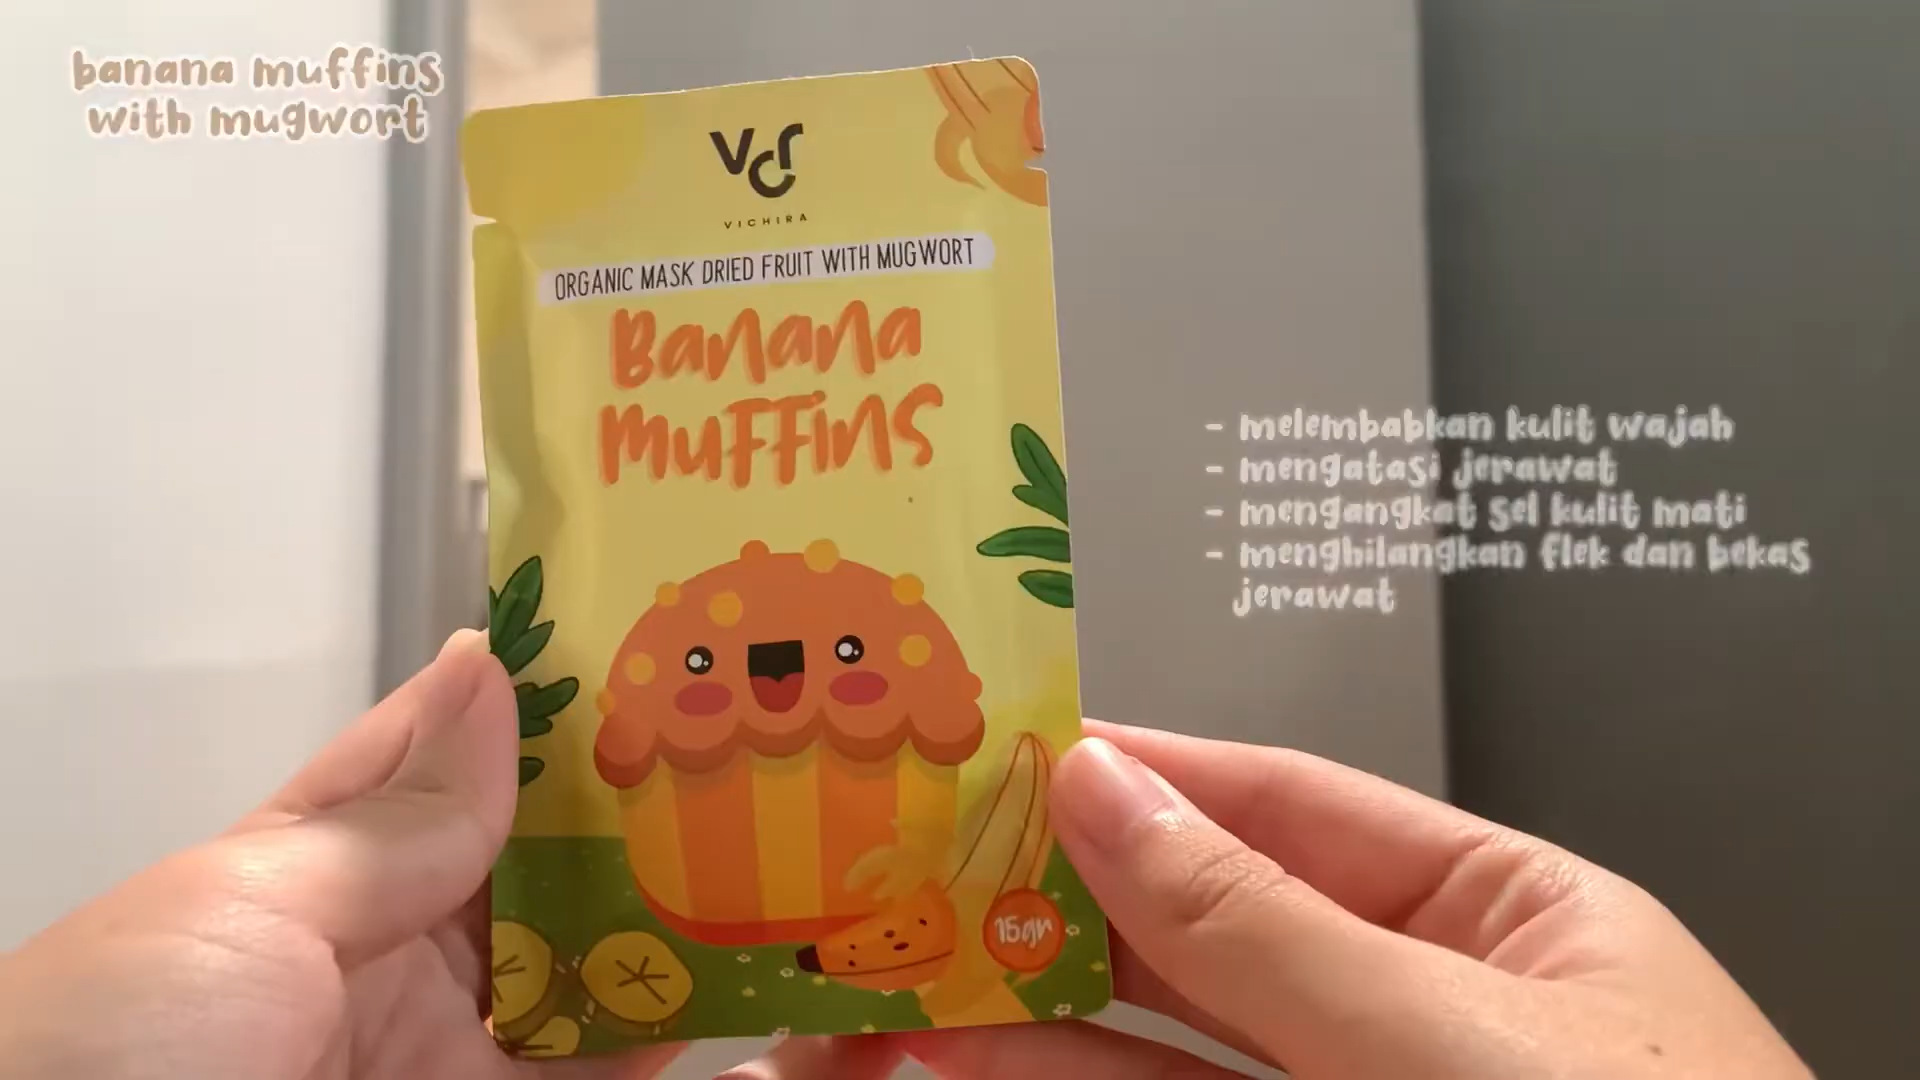 banana muffins
with mugwort
vcr
VICHIRA
ORGANIC MASK DRIED FRUIT WITH MUGWORT
Banana
Muffins
15gr
- melembabkan kulit wajah
- mengatasi jerawat
- mengangkat sel kulit mati
- menghilangkan flek dan bekas
jerawat